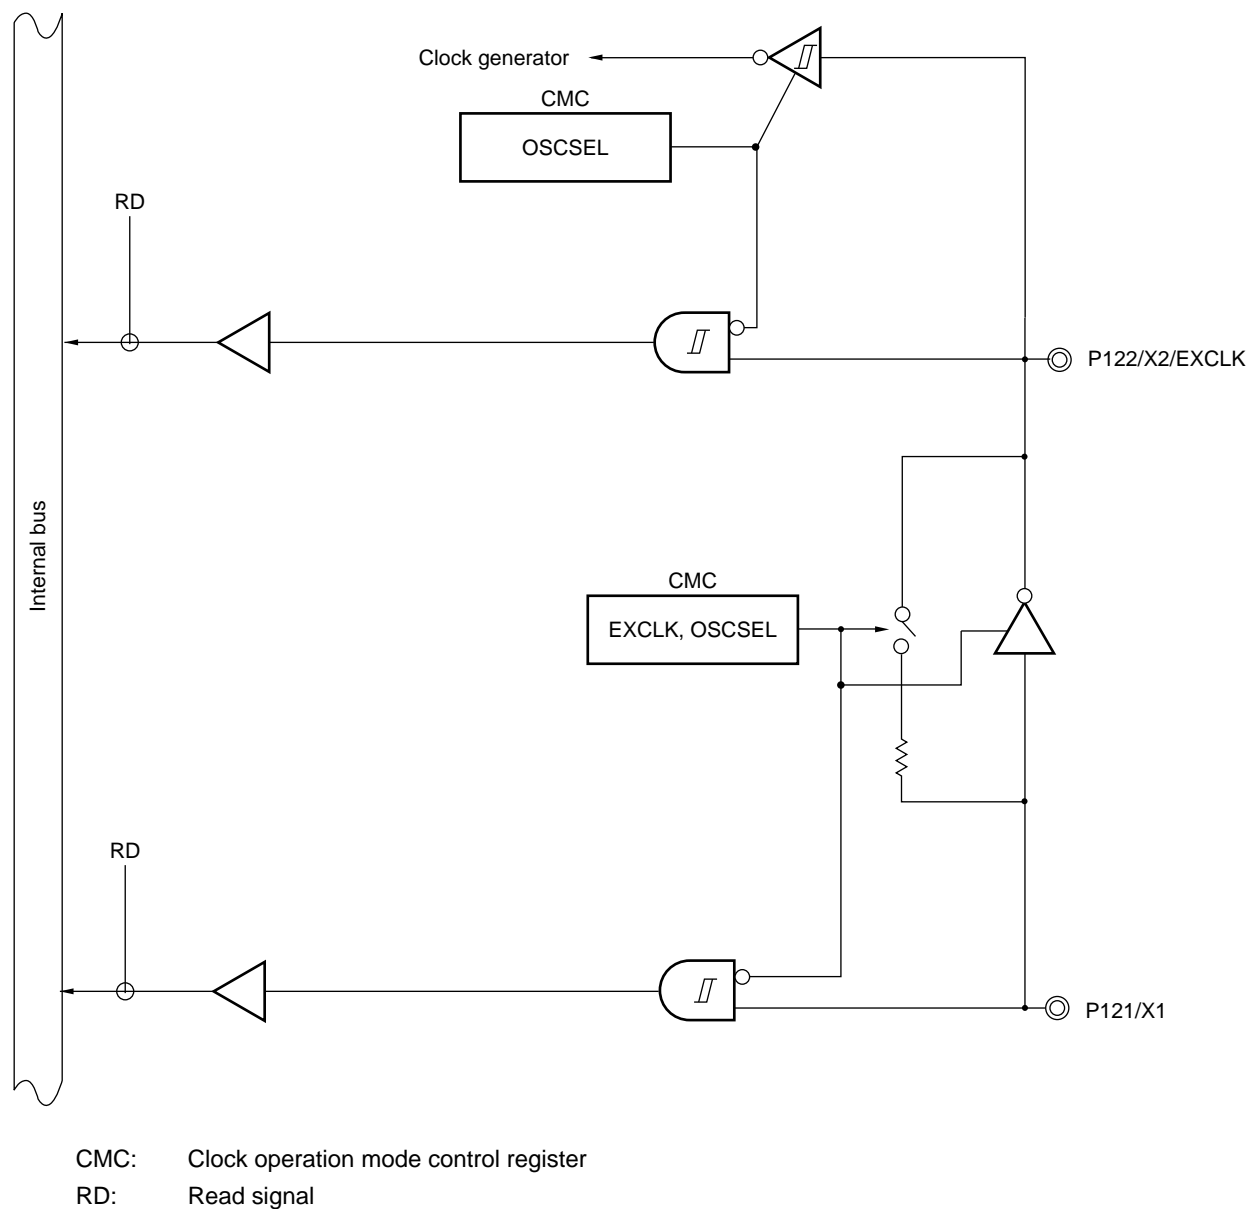 Clock generator
CMC
OSCSEL
RD
P122/X2/EXCLK
Internal bus
CMC
EXCLK, OSCSEL
RD
P121/X1
CMC: Clock operation mode control register
RD: Read signal